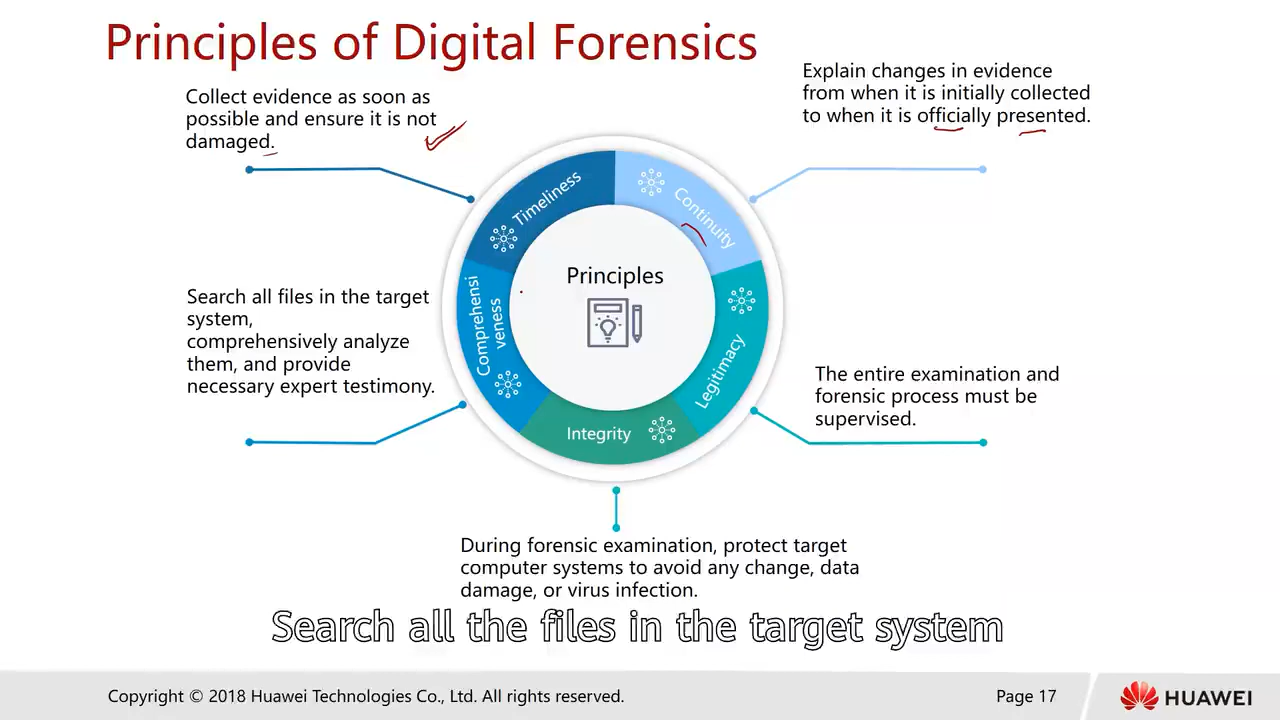 Principles of Digital Forensics
Collect evidence as soon as
possible and ensure it is not
damaged.
Explain changes in evidence
from when it is initially collected
to when it is officially presented.
Timeliness
Continuity
Principles
Comprehensi
veness
Legitimacy
Integrity
Search all files in the target
system,
comprehensively analyze
them, and provide
necessary expert testimony.
The entire examination and
forensic process must be
supervised.
During forensic examination, protect target
computer systems to avoid any change, data
damage, or virus infection.
Search all the files in the target system
Copyright © 2018 Huawei Technologies Co., Ltd. All rights reserved.
Page 17
HUAWEI